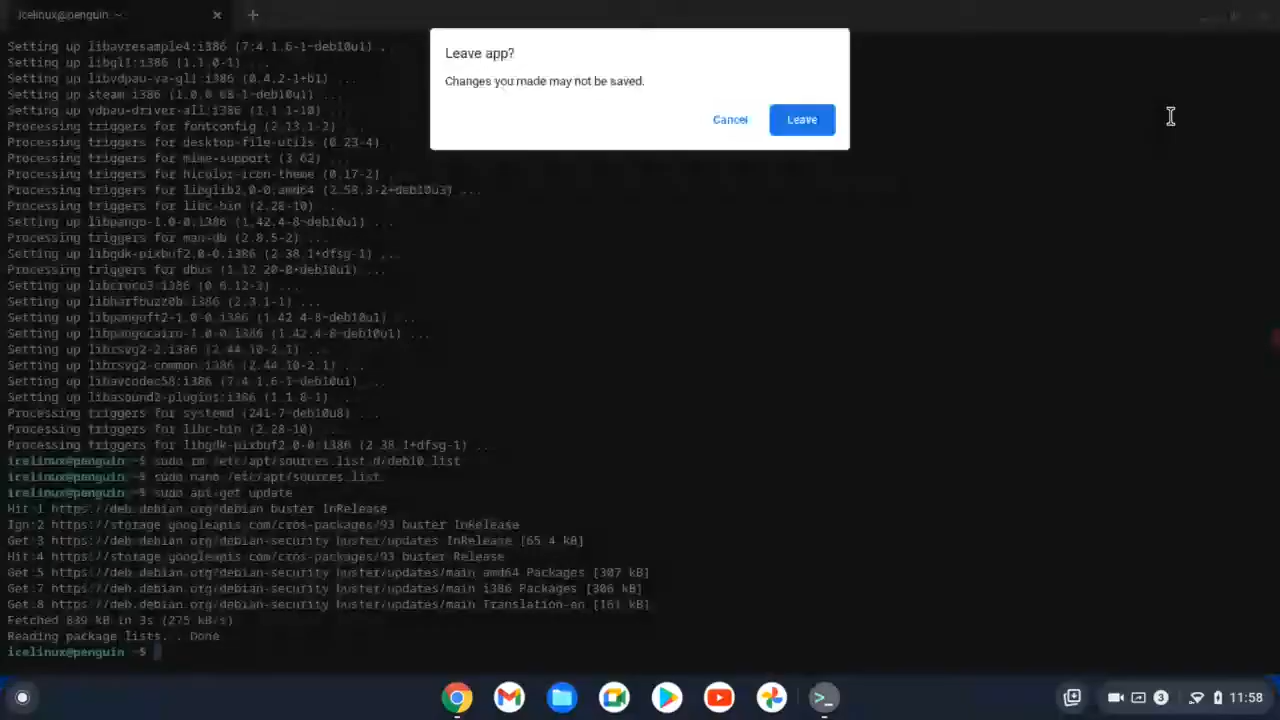 icelinux@penguin: ~
Leave app?
Changes you made may not be saved.
Cancel
Leave
Setting up libavresample4:i386 (7:4.1.6-1~deb10u1) ...
Setting up libgl1:i386 (1.1.0-1) ...
Setting up libvdpau-va-gl1:i386 (0.4.2-1+b1) ...
Setting up steam:i386
Setting up vdpau-driver-all:i386 (1.1.1-10) ...
Processing triggers for fontconfig (2.13.1-2) ...
Processing triggers for desktop-file-utils (0.23-4) ...
Processing triggers for mime-support (3.62) ...
Processing triggers for hicolor-icon-theme (0.17-2) ...
Processing triggers for libglib2.0-0:amd64 (2.58.3-2+deb10u3) ...
Processing triggers for libc-bin (2.28-10) ...
Setting up libpango-1.0-0:i386 (1.42.4-8~deb10u1) ...
Processing triggers for man-db (2.8.5-2) ...
Setting up libgdk-pixbuf2.0-0:i386 (2.38.1+dfsg-1) ...
Processing triggers for dbus (1.12.20-0+deb10u1) ...
Setting up libcroco3:i386 (0.6.12-3) ...
Setting up libharfbuzz0b:i386 (2.3.1-1) ...
Setting up libpangoft2-1.0-0:i386 (1.42.4-8~deb10u1) ...
Setting up libpangocairo-1.0-0:i386 (1.42.4-8~deb10u1) ...
Setting up librsvg2-2:i386 (2.44.10-2.1) ...
Setting up librsvg2-common:i386 (2.44.10-2.1) ...
Setting up libavcodec58:i386 (7:4.1.6-1~deb10u1) ...
Setting up libasound2-plugins:i386 (1.1.8-1) ...
Processing triggers for systemd (241-7~deb10u8) ...
Processing triggers for libc-bin (2.28-10) ...
Processing triggers for libgdk-pixbuf2.0-0:i386 (2.38.1+dfsg-1) ...
icelinux@penguin:~$ sudo rm /etc/apt/sources.list.d/deb10.list
icelinux@penguin:~$ sudo nano /etc/apt/sources.list
icelinux@penguin:~$ sudo apt-get update
Hit:1 https://deb.debian.org/debian buster InRelease
Ign:2 https://storage.googleapis.com/cros-packages/93 buster InRelease
Get:3 https://deb.debian.org/debian-security buster/updates InRelease [65.4 kB]
Hit:4 https://storage.googleapis.com/cros-packages/93 buster Release
Get:5 https://deb.debian.org/debian-security buster/updates/main amd64 Packages [307 kB]
Get:7 https://deb.debian.org/debian-security buster/updates/main i386 Packages [306 kB]
Get:8 https://deb.debian.org/debian-security buster/updates/main Translation-en [161 kB]
Fetched 839 kB in 3s (275 kB/s)
Reading package lists... Done
icelinux@penguin:~$
3
11:58